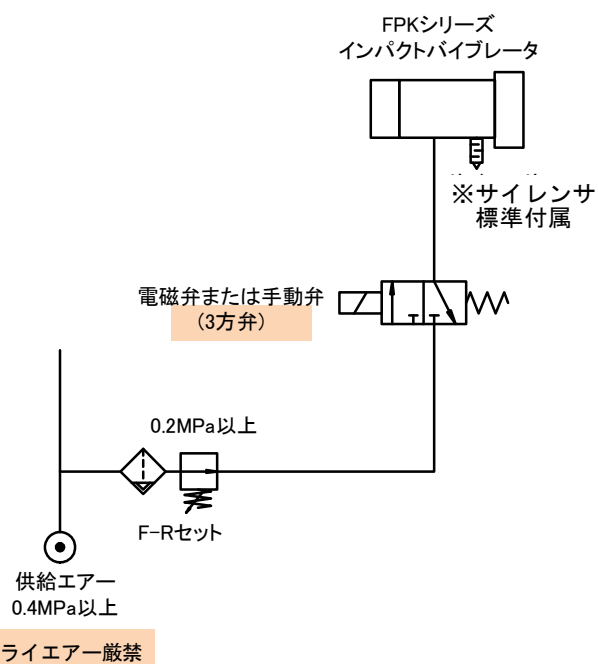 FPKシリーズ
インパクトバイブレータ
※サイレンサ
標準付属
電磁弁または手動弁
(3方弁)
0.2MPa以上
F-Rセット
供給エアー
0.4MPa以上
ライエアー厳禁